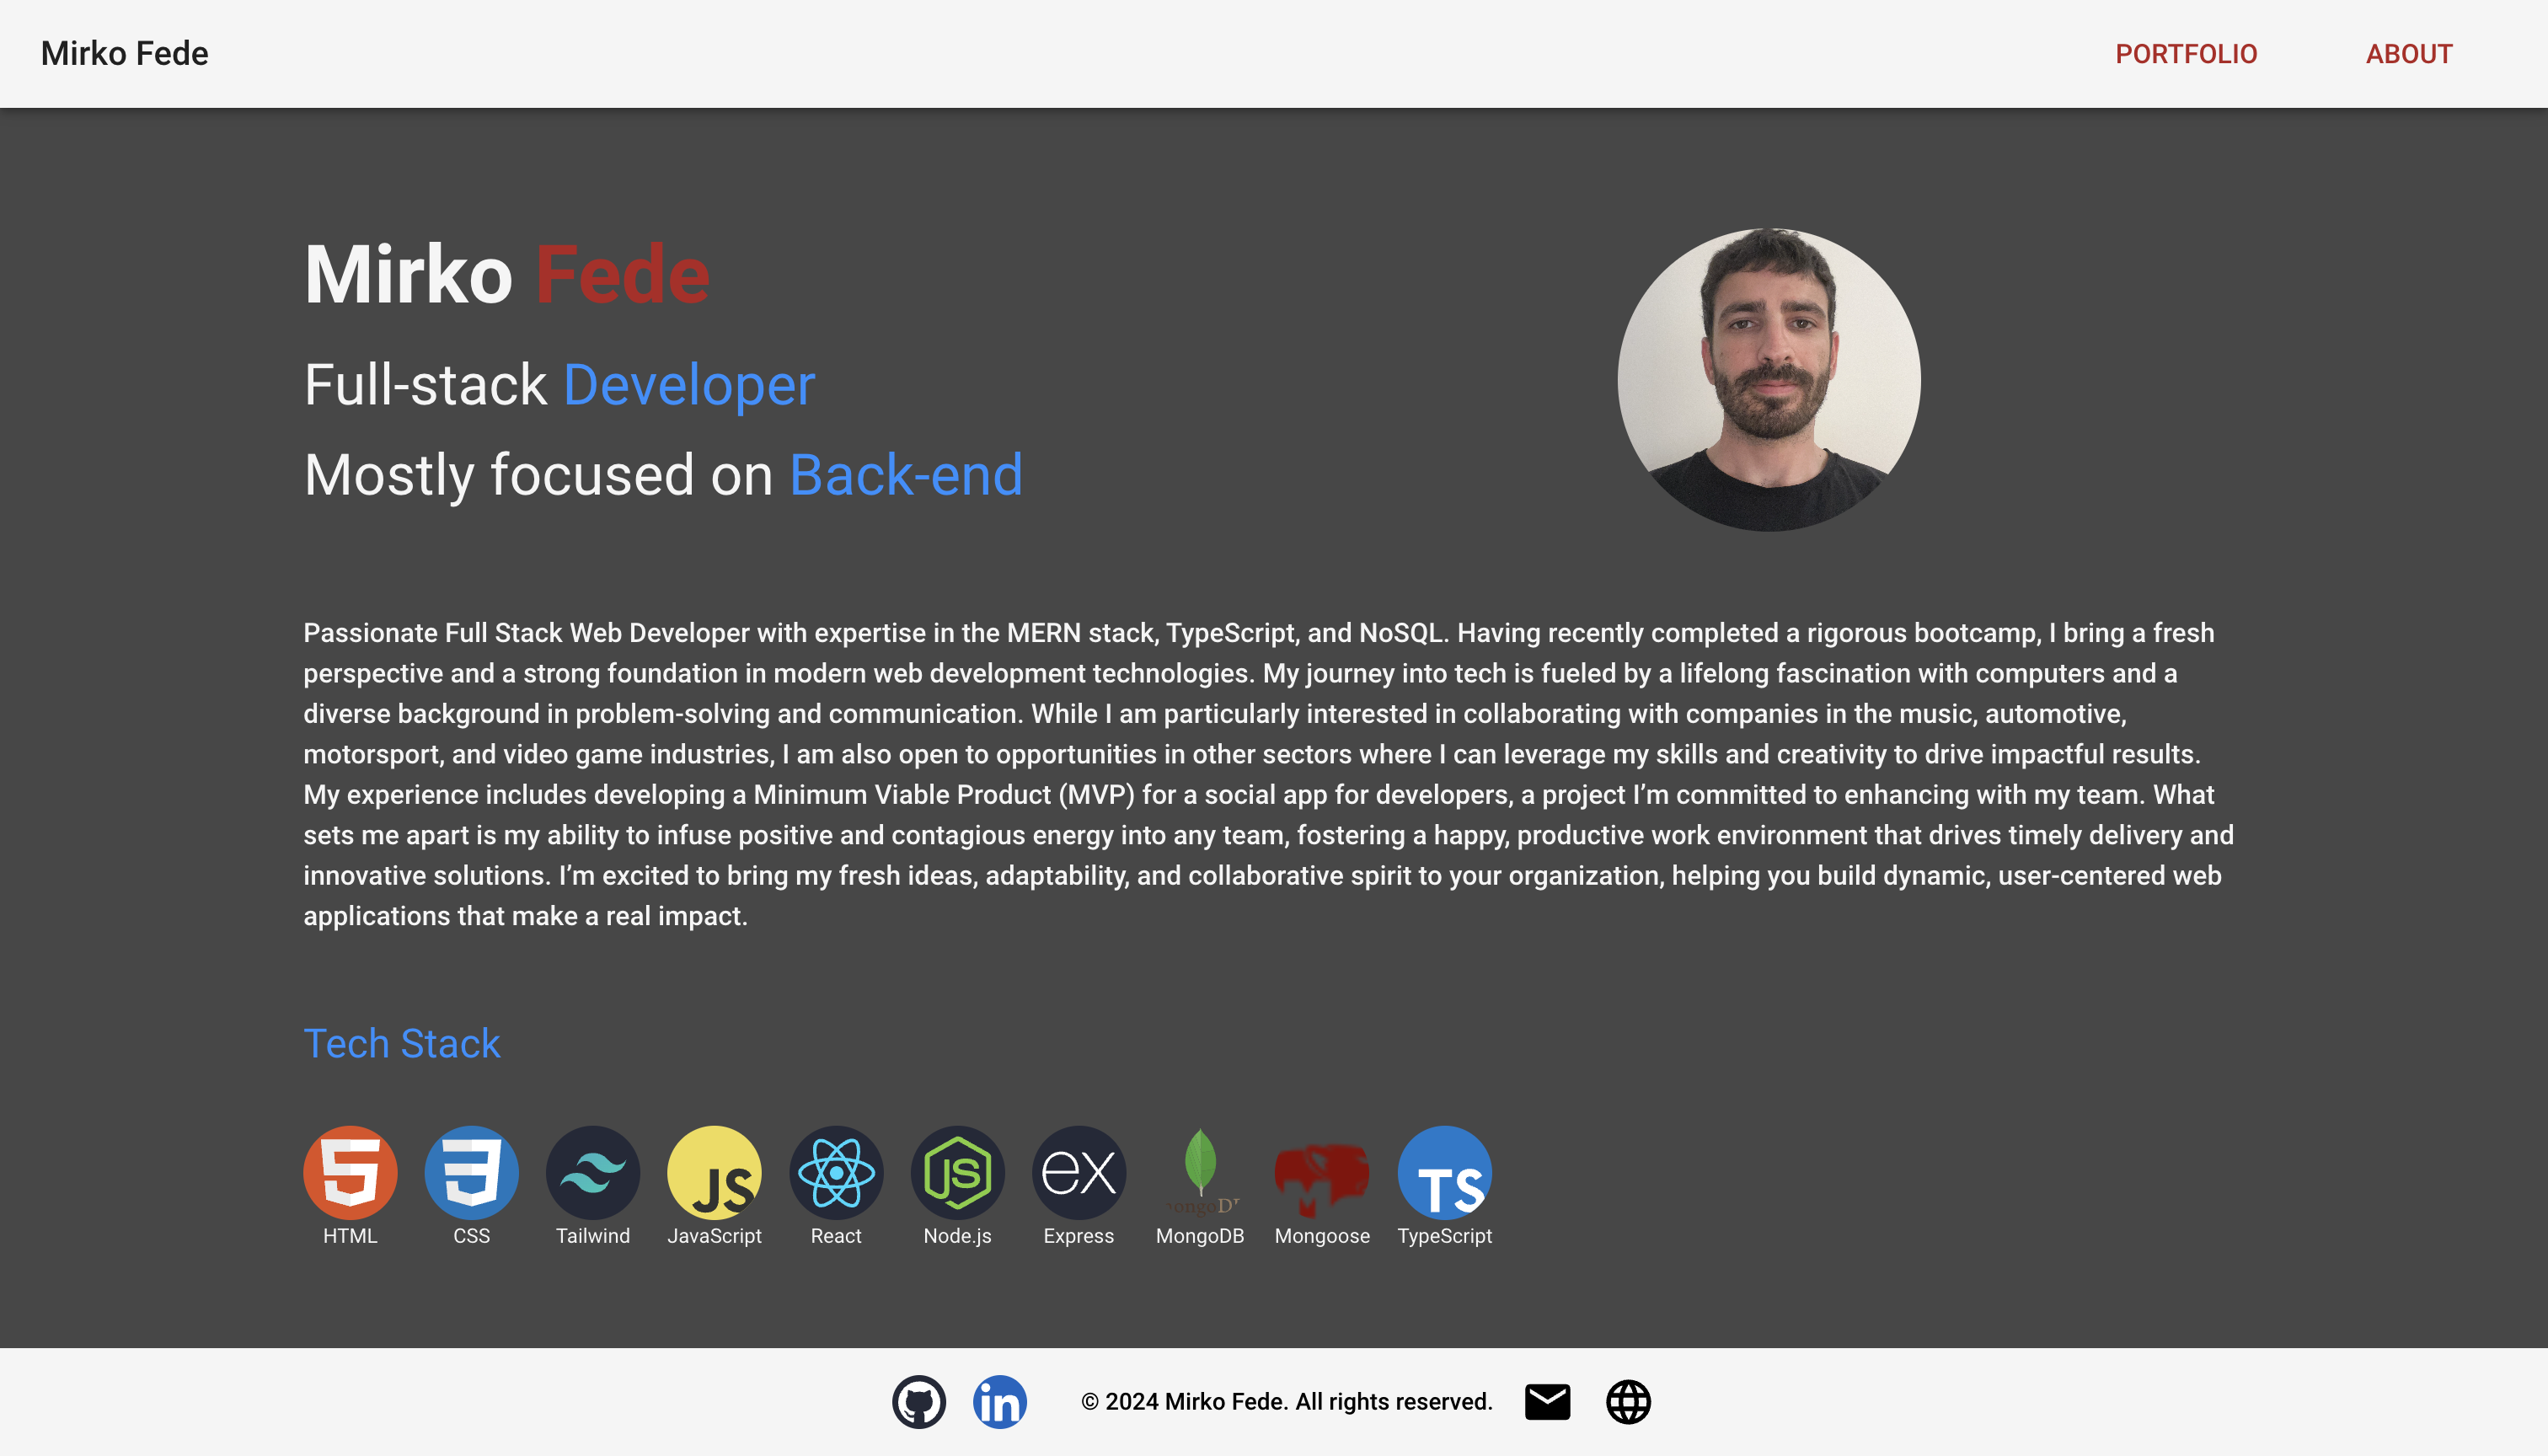 Mirko Fede
PORTFOLIO
ABOUT
Mirko Fede
Full-stack Developer
Mostly focused on Back-end
Passionate Full Stack Web Developer with expertise in the MERN stack, TypeScript, and NoSQL. Having recently completed a rigorous bootcamp, I bring a fresh
perspective and a strong foundation in modern web development technologies. My journey into tech is fueled by a lifelong fascination with computers and a
diverse background in problem-solving and communication. While I am particularly interested in collaborating with companies in the music, automotive,
motorsport, and video game industries, I am also open to opportunities in other sectors where I can leverage my skills and creativity to drive impactful results.
My experience includes developing a Minimum Viable Product (MVP) for a social app for developers, a project I’m committed to enhancing with my team. What
sets me apart is my ability to infuse positive and contagious energy into any team, fostering a happy, productive work environment that drives timely delivery and
innovative solutions. I’m excited to bring my fresh ideas, adaptability, and collaborative spirit to your organization, helping you build dynamic, user-centered web
applications that make a real impact.
Tech Stack
5 3 JS JS ex TS
HTML CSS Tailwind JavaScript React Node.js Express MongoDB Mongoose TypeScript
in © 2024 Mirko Fede. All rights reserved.